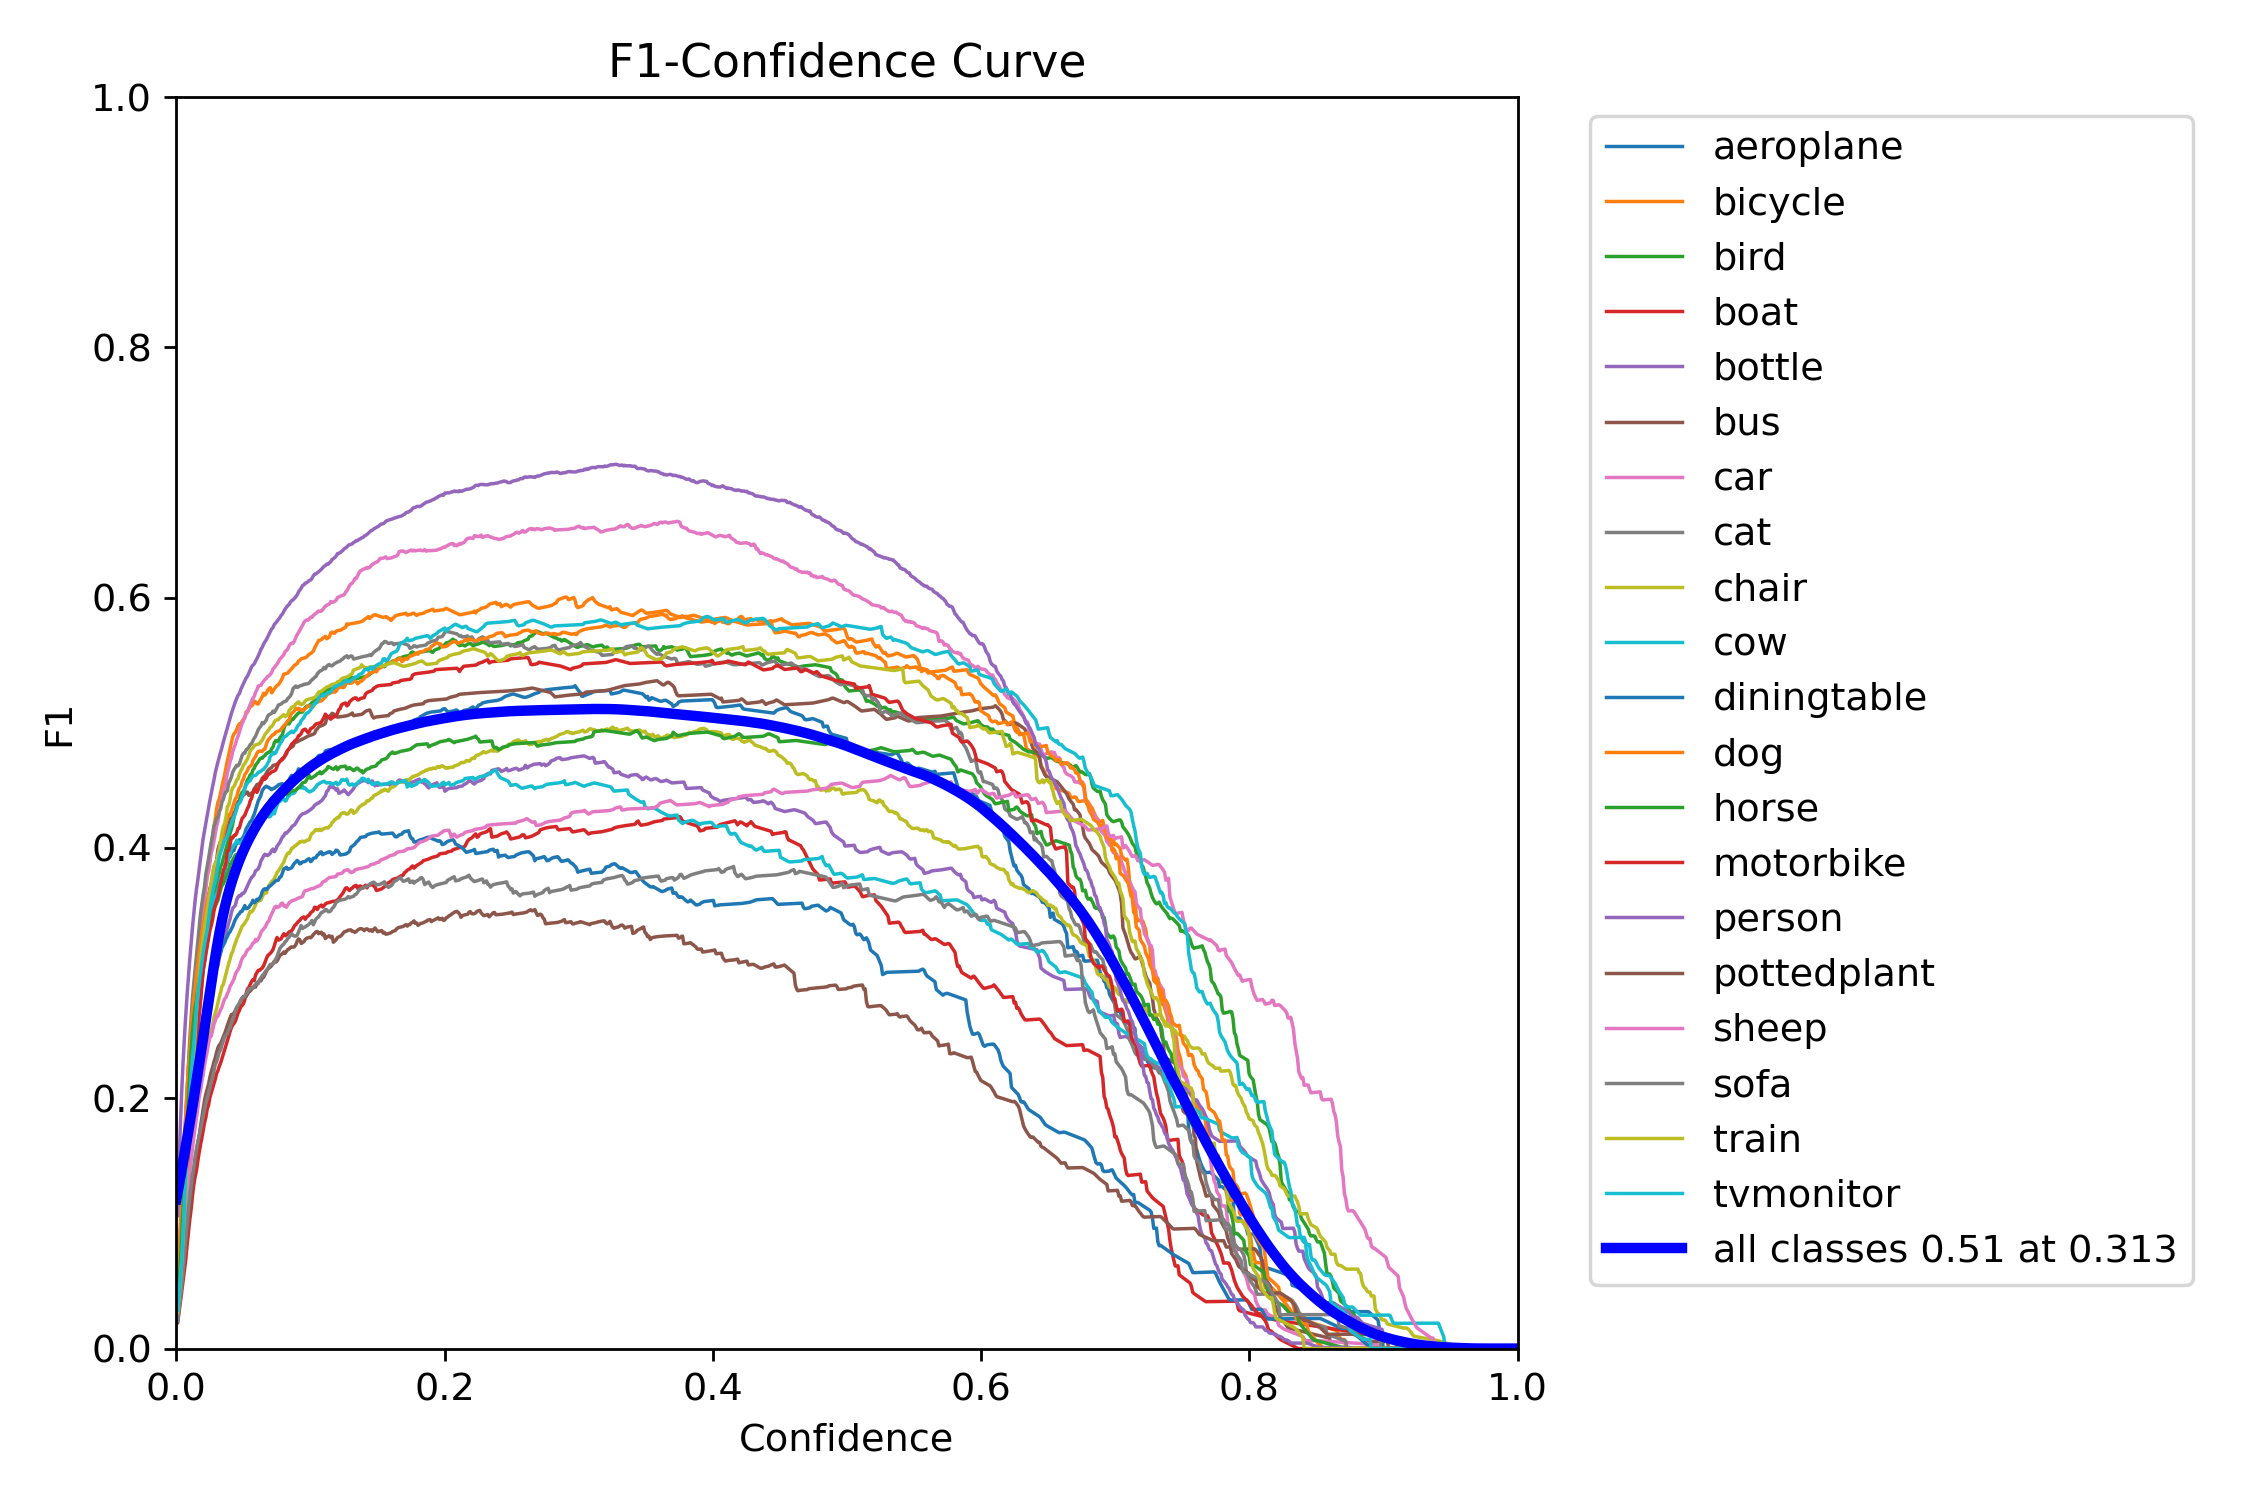 F1-Confidence Curve
1.0
0.8
0.6
0.4
0.2
0.0
F1
0.0 0.2 0.4 0.6 0.8 1.0
Confidence
aeroplane
bicycle
bird
boat
bottle
bus
car
cat
chair
cow
diningtable
dog
horse
motorbike
person
pottedplant
sheep
sofa
train
tvmonitor
all classes 0.51 at 0.313